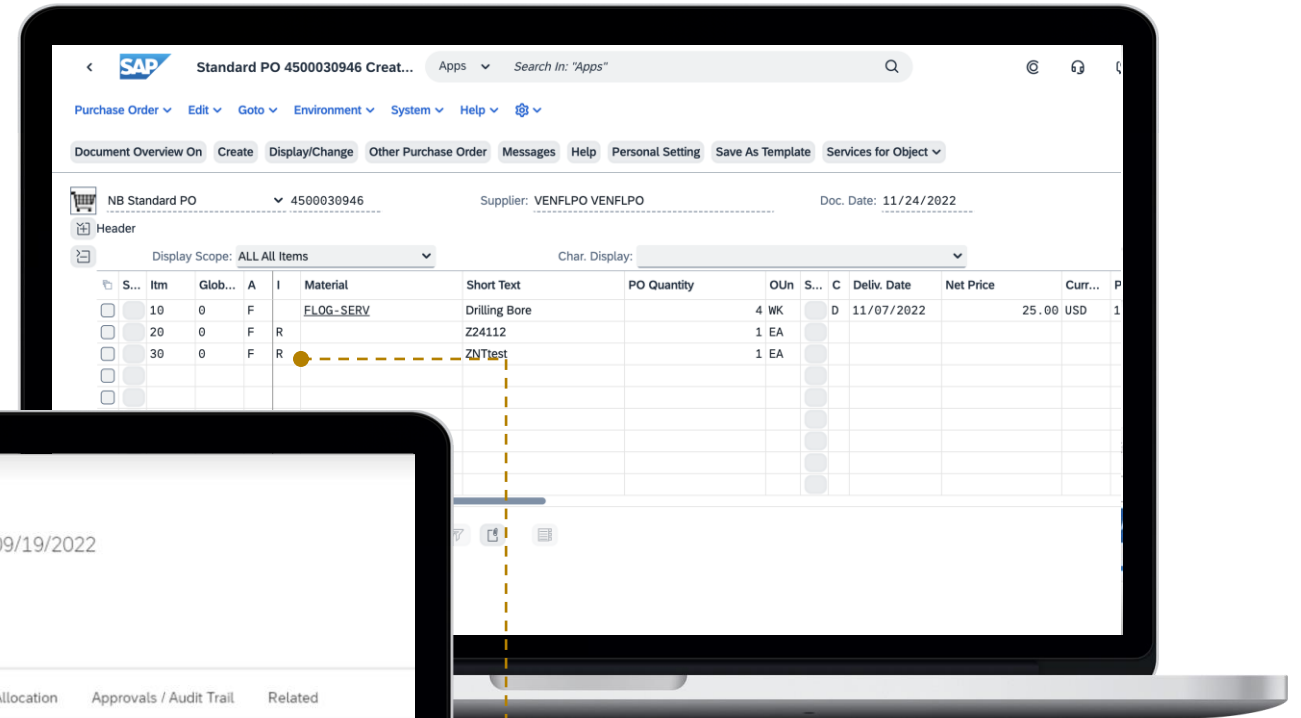 SAP Standard PO 4500030946 Creat... Apps Search In: "Apps"
Purchase Order Edit Goto Environment System Help
Document Overview On Create Display/Change Other Purchase Order Messages Help Personal Setting Save As Template Services for Object
NB Standard PO 4500030946 Supplier: VENFLPO VENFLPO Doc. Date: 11/24/2022
Header
Display Scope: ALL All Items Char. Display:
S... Itm Glob... A I Material Short Text PO Quantity OUn S... C Deliv. Date Net Price Curr... P
10 0 F FLOG-SERV Drilling Bore 4 WK D 11/07/2022 25.00 USD 1
20 0 F R Z24112 1 EA
30 0 F R ZNTtest 1 EA
09/19/2022
Allocation Approvals / Audit Trail Related